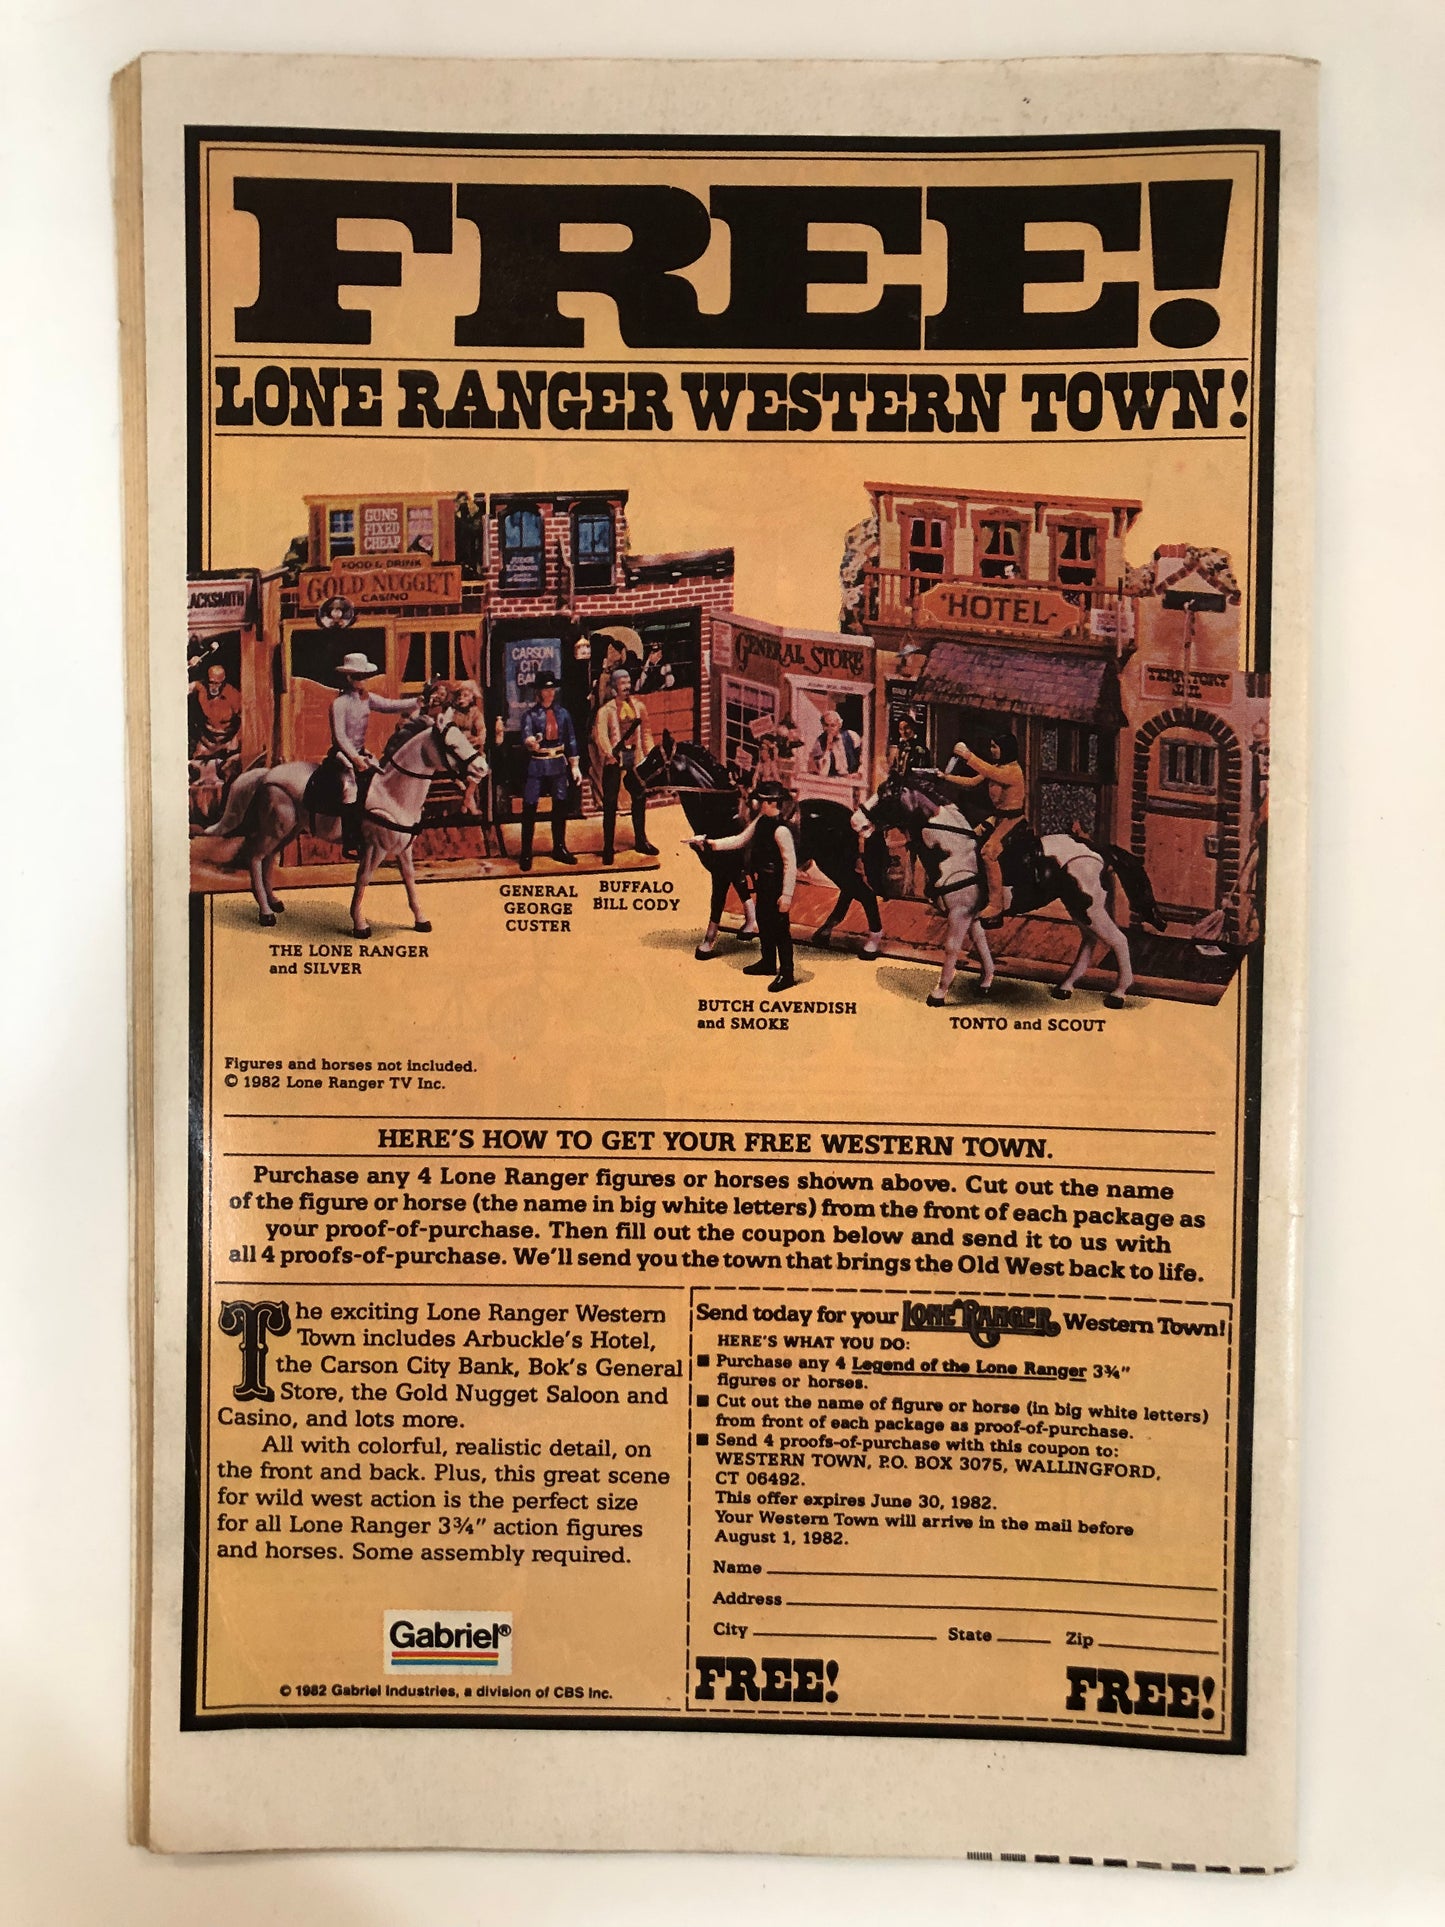 FREE!
LONE RANGER WESTERN TOWN!
GUNS
FIXED
CHEAP
FOOD & DRINK
GOLD NUGGET
CASINO
ACKSMITH
CARSON
CITY
BA
GENERAL STORE
HOTEL
TERRITORY
JAIL
THE LONE RANGER
and SILVER
GENERAL
GEORGE
CUSTER
BUFFALO
BILL CODY
BUTCH CAVENDISH
and SMOKE
TONTO and SCOUT
Figures and horses not included.
© 1982 Lone Ranger TV Inc.
HERE'S HOW TO GET YOUR FREE WESTERN TOWN.
Purchase any 4 Lone Ranger figures or horses shown above. Cut out the name
of the figure or horse (the name in big white letters) from the front of each package as
your proof-of-purchase. Then fill out the coupon below and send it to us with
all 4 proofs-of-purchase. We'll send you the town that brings the Old West back to life.
The exciting Lone Ranger Western
Town includes Arbuckle's Hotel,
the Carson City Bank, Bok's General
Store, the Gold Nugget Saloon and
Casino, and lots more.
All with colorful, realistic detail, on
the front and back. Plus, this great scene
for wild west action is the perfect size
for all Lone Ranger 3¾" action figures
and horses. Some assembly required.
Gabriel®
© 1982 Gabriel Industries, a division of CBS Inc.
Send today for your LONE RANGER Western Town!
HERE'S WHAT YOU DO:
■ Purchase any 4 Legend of the Lone Ranger 3¾"
figures or horses.
■ Cut out the name of figure or horse (in big white letters)
from front of each package as proof-of-purchase.
■ Send 4 proofs-of-purchase with this coupon to:
WESTERN TOWN, P.O. BOX 3075, WALLINGFORD,
CT 06492.
This offer expires June 30, 1982.
Your Western Town will arrive in the mail before
August 1, 1982.
Name
Address
City State Zip
FREE! FREE!